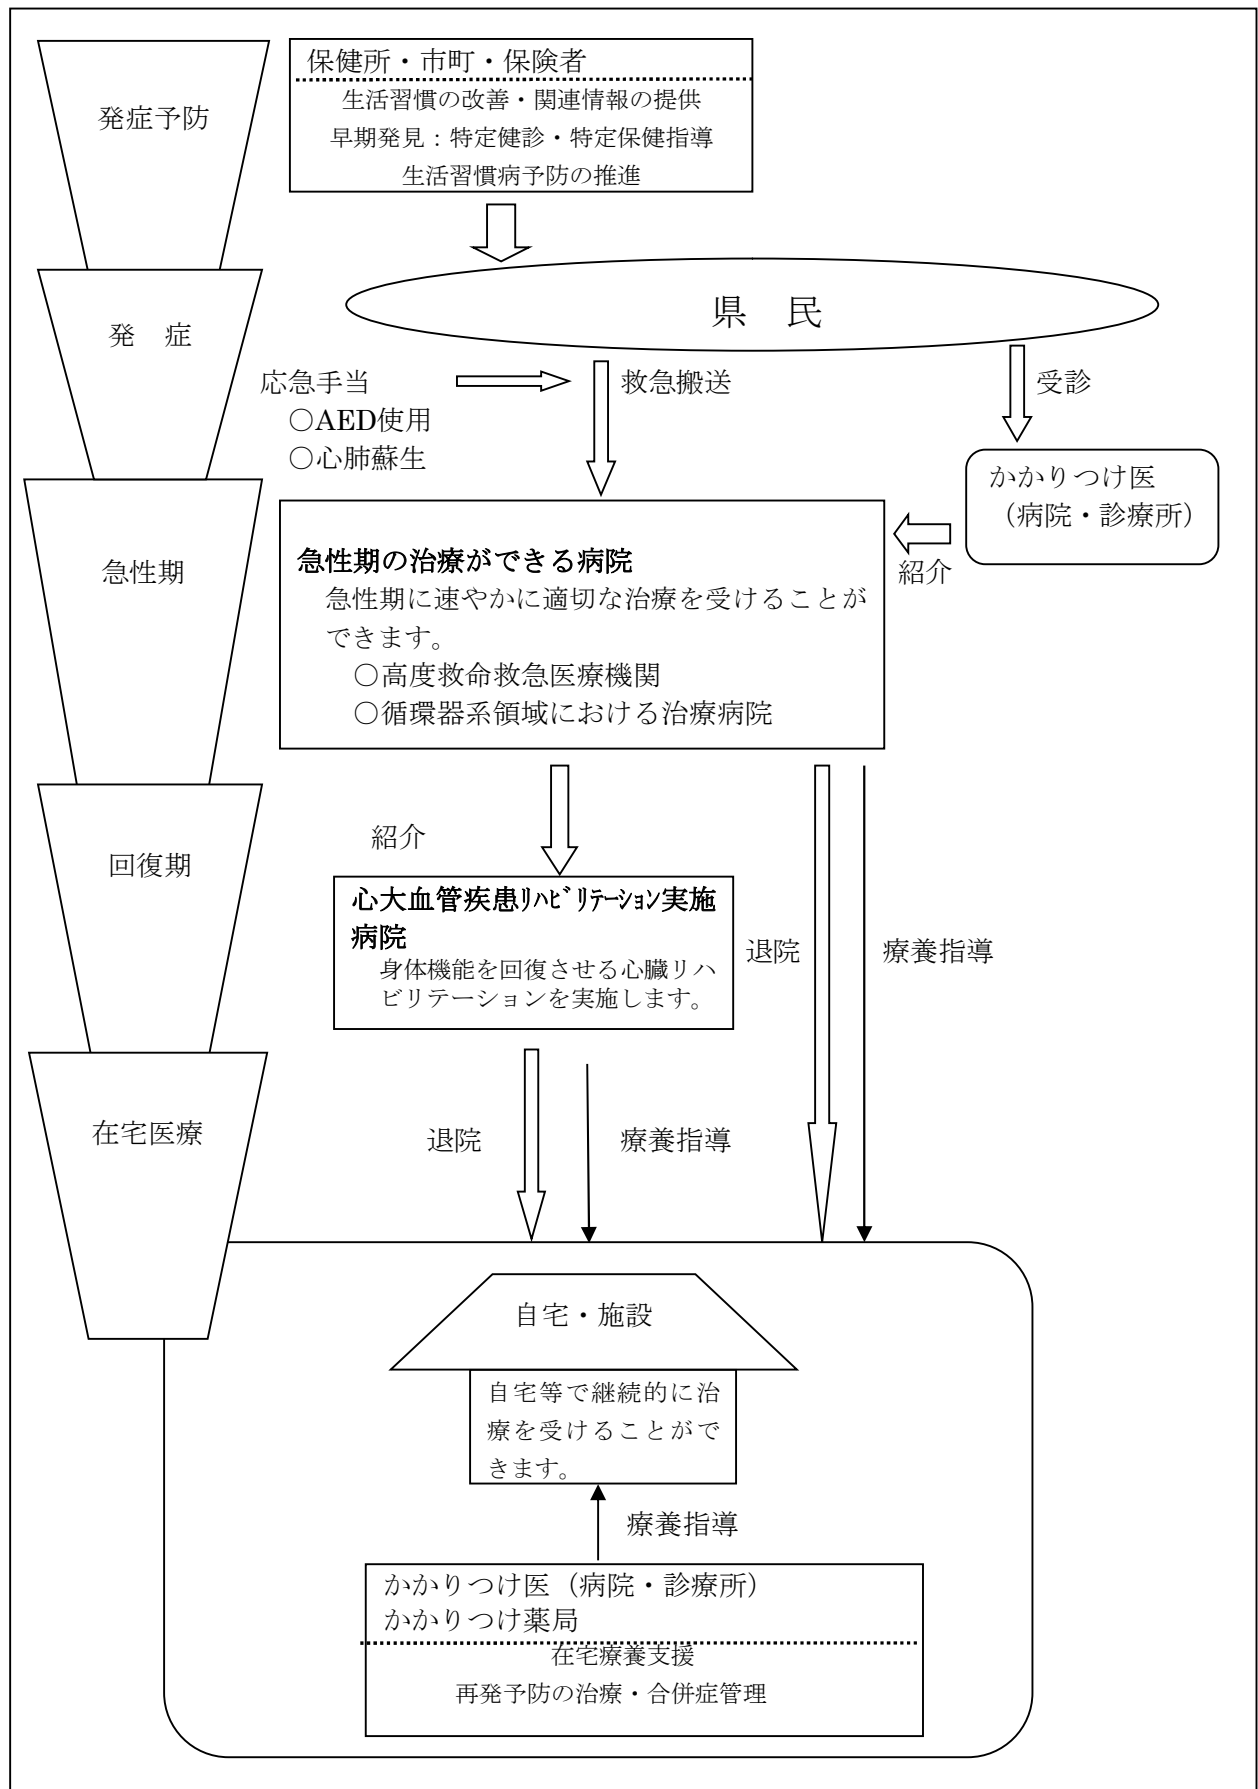 発症予防
保健所・市町・保険者
生活習慣の改善・関連情報の提供
早期発見：特定健診・特定保健指導
生活習慣病予防の推進
発　症
県　民
応急手当
○AED使用
○心肺蘇生
救急搬送
受診
かかりつけ医
（病院・診療所）
紹介
急性期
急性期の治療ができる病院
急性期に速やかに適切な治療を受けることが
できます。
○高度救命救急医療機関
○循環器系領域における治療病院
回復期
紹介
心大血管疾患ﾘﾊﾋﾞﾘﾃｰｼｮﾝ実施
病院
身体機能を回復させる心臓リハ
ビリテーションを実施します。
退院
療養指導
在宅医療
退院
療養指導
自宅・施設
自宅等で継続的に治
療を受けることがで
きます。
療養指導
かかりつけ医（病院・診療所）
かかりつけ薬局
在宅療養支援
再発予防の治療・合併症管理